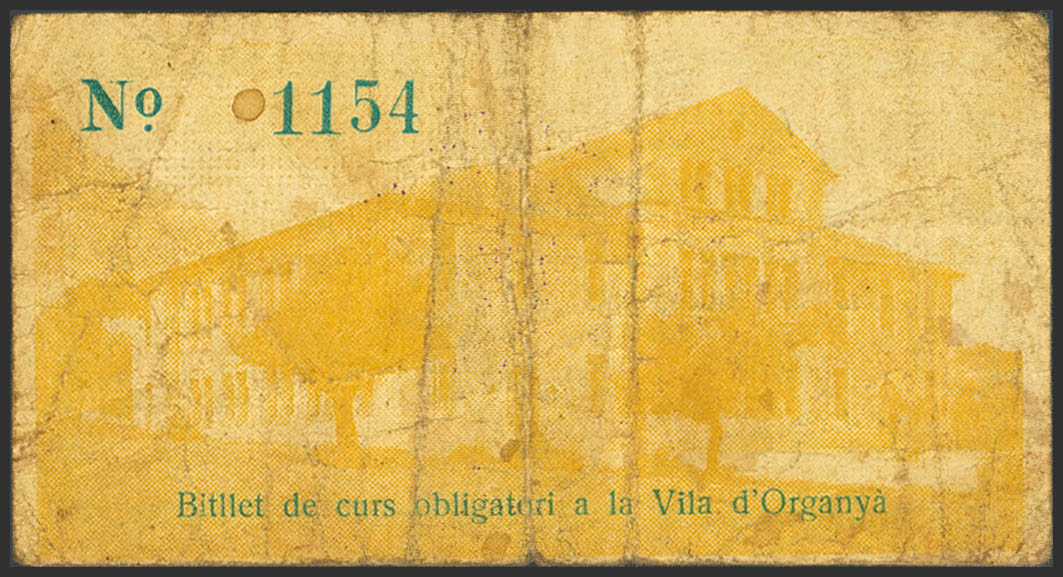 Nº 1154
Bitllet de curs obligatori a la Vila d'Organyà